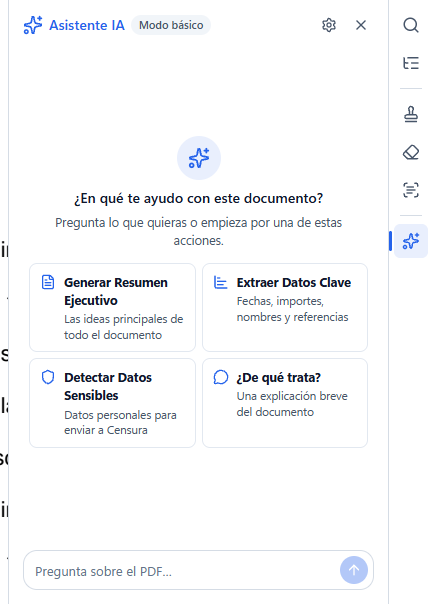 Asistente IA Modo básico
¿En qué te ayudo con este documento?
Pregunta lo que quieras o empieza por una de estas
acciones.
Generar Resumen
Ejecutivo
Las ideas principales de
todo el documento
Extraer Datos Clave
Fechas, importes,
nombres y referencias
Detectar Datos
Sensibles
Datos personales para
enviar a Censura
¿De qué trata?
Una explicación breve
del documento
Pregunta sobre el PDF...